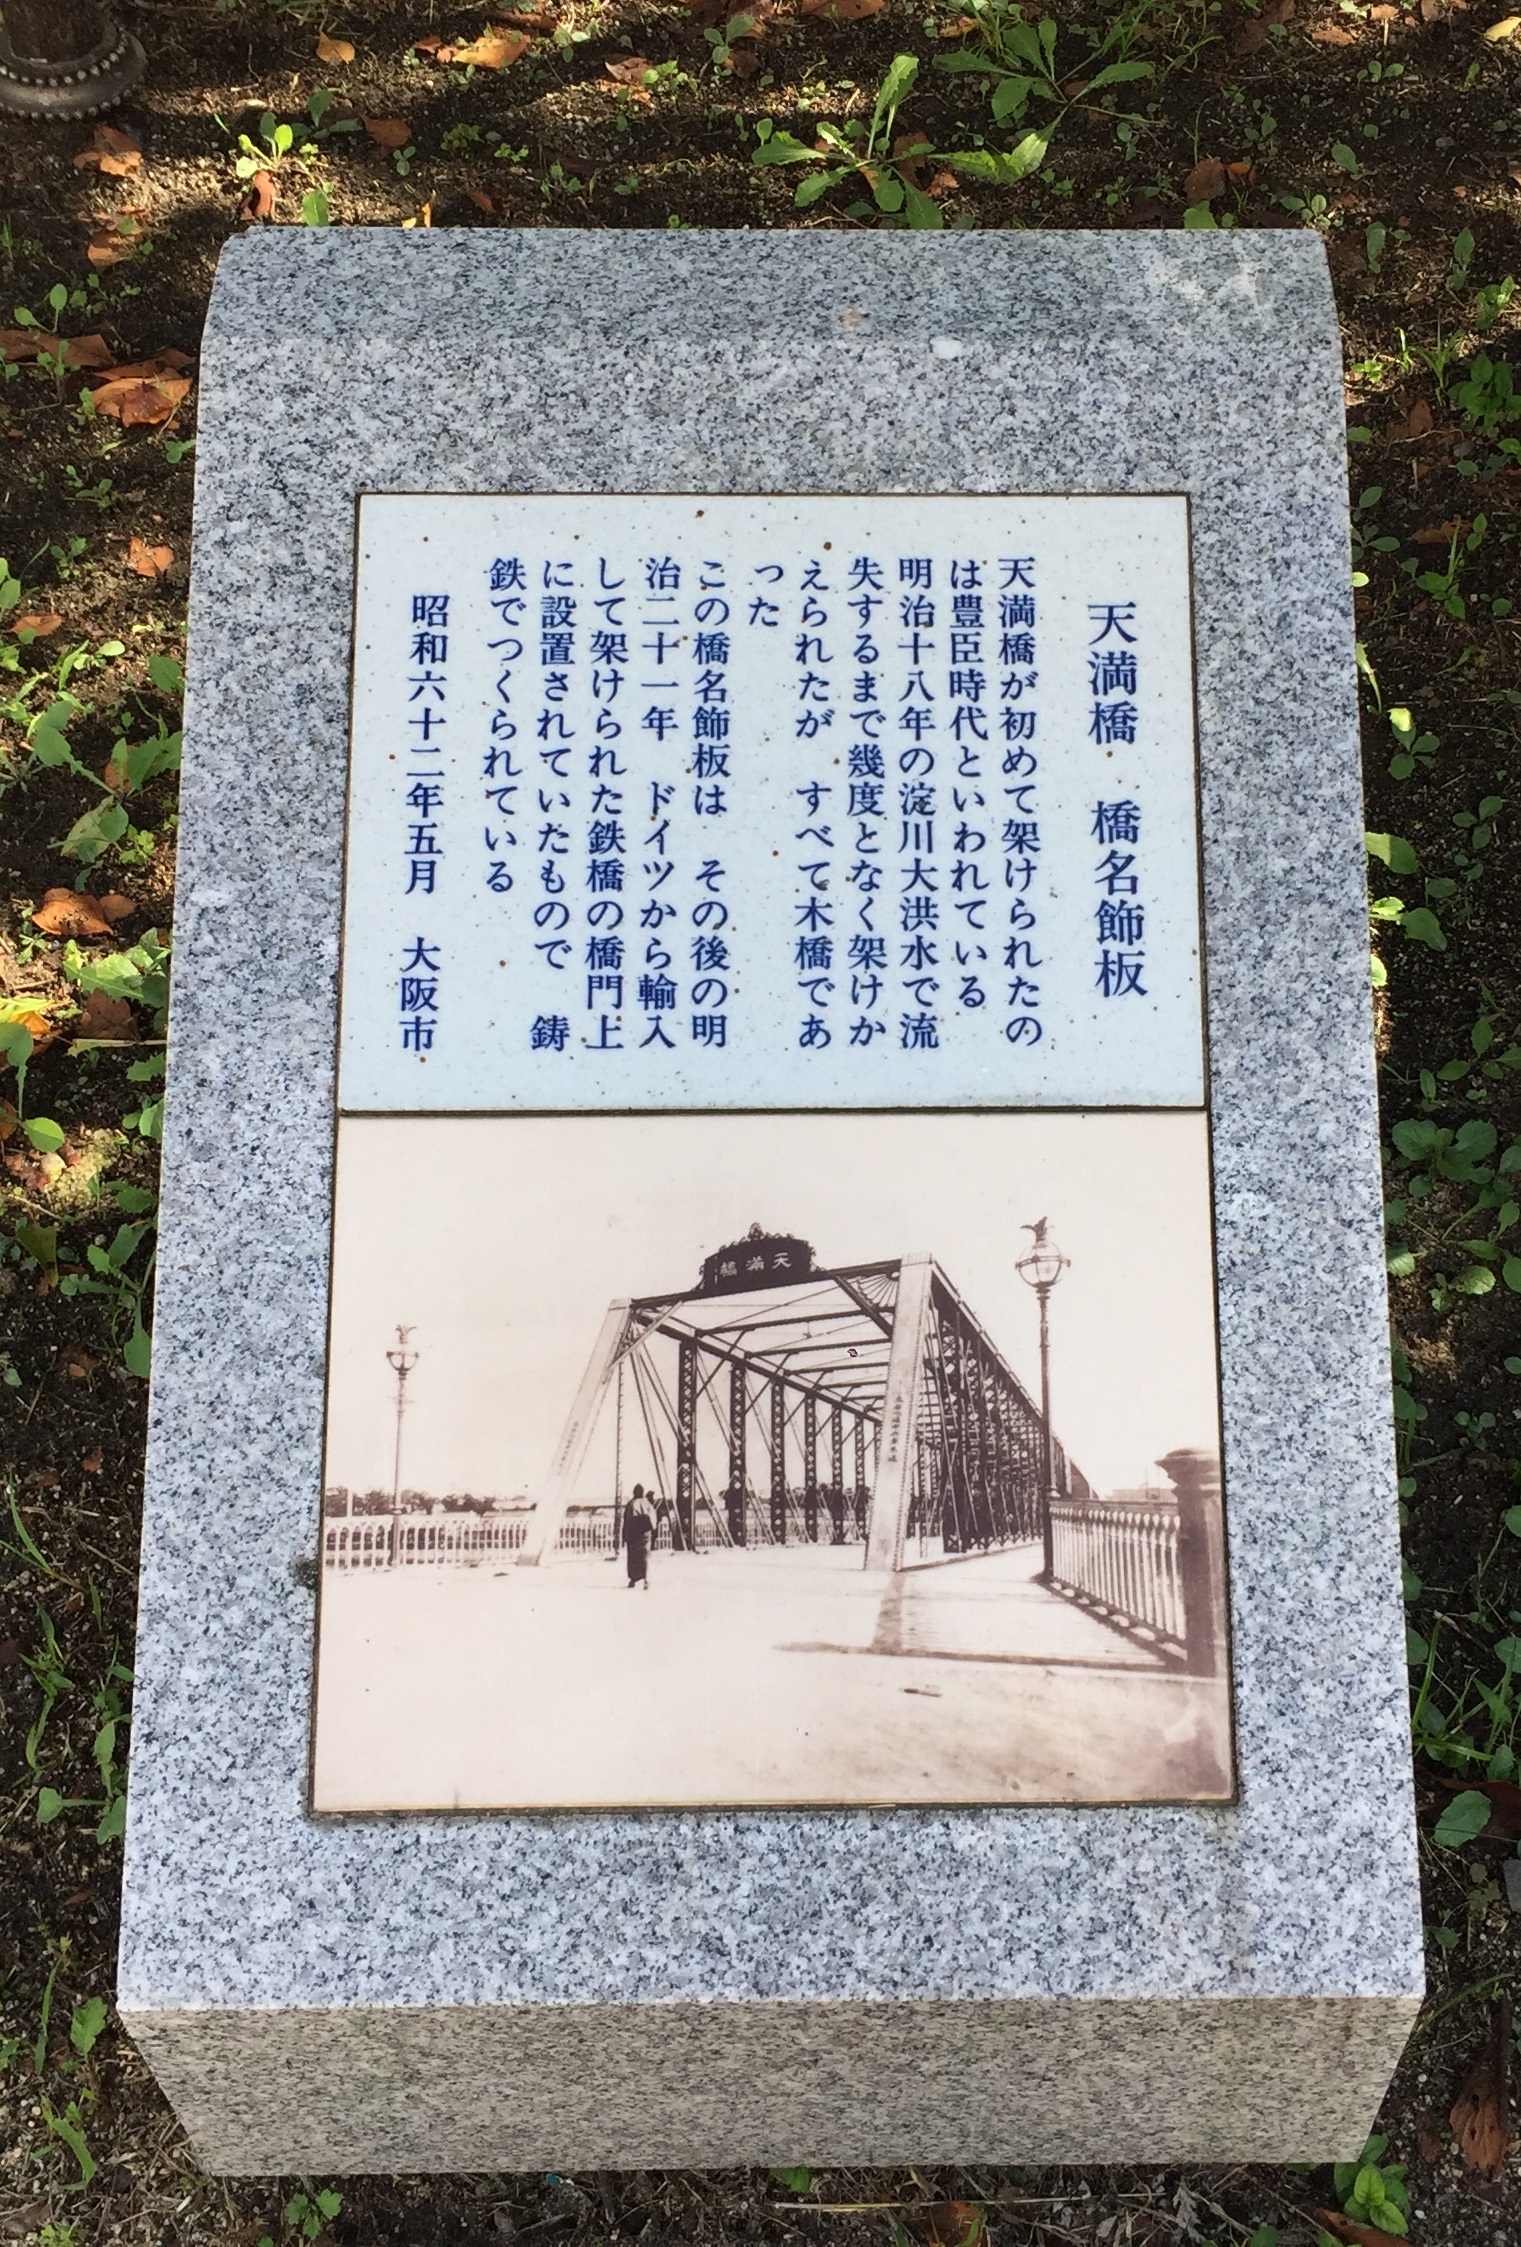 天満橋　橋名飾板
天満橋が初めて架けられたの
は豊臣時代といわれている
明治十八年の淀川大洪水で流
失するまで幾度となく架けか
えられたが　すべて木橋であ
った
この橋名飾板は　その後の明
治二十一年　ドイツから輸入
して架けられた鉄橋の橋門上
に設置されていたもので　鋳
鉄でつくられている
昭和六十二年五月　大阪市
天満橋